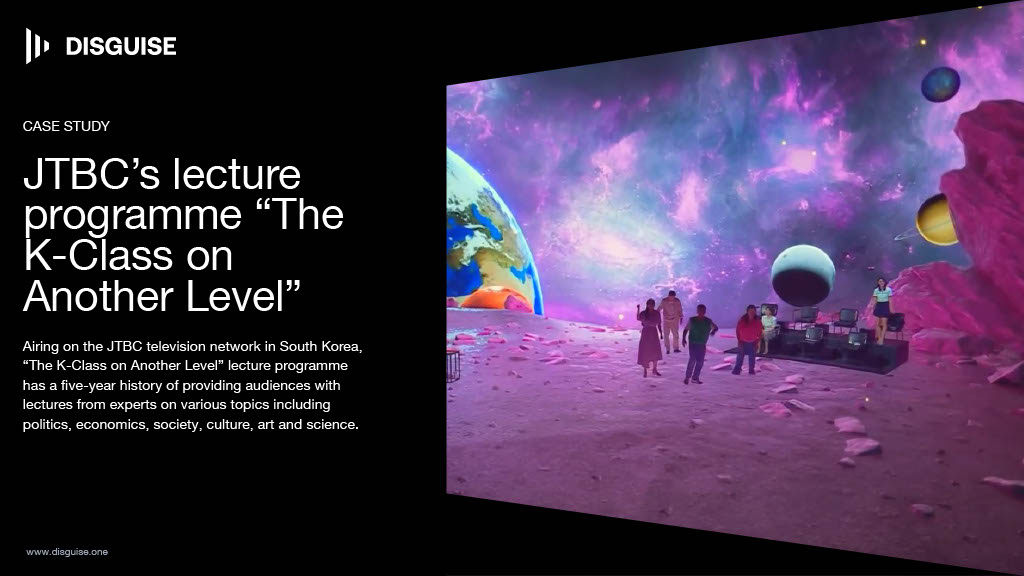 DISGUISE
CASE STUDY
JTBC’s lecture
programme “The
K-Class on
Another Level”
Airing on the JTBC television network in South Korea,
“The K-Class on Another Level” lecture programme
has a five-year history of providing audiences with
lectures from experts on various topics including
politics, economics, society, culture, art and science.
www.disguise.one